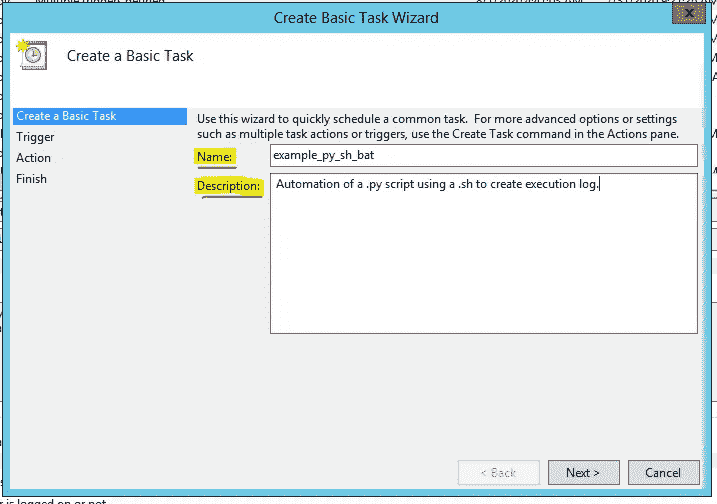 Create Basic Task Wizard
x
Create a Basic Task
Create a Basic Task
Trigger
Action
Finish
Use this wizard to quickly schedule a common task. For more advanced options or settings
such as multiple task actions or triggers, use the Create Task command in the Actions pane.
Name:
example_py_sh_bat
Description:
Automation of a .py script using a .sh to create execution log.
< Back
Next >
Cancel
r is logged on or not